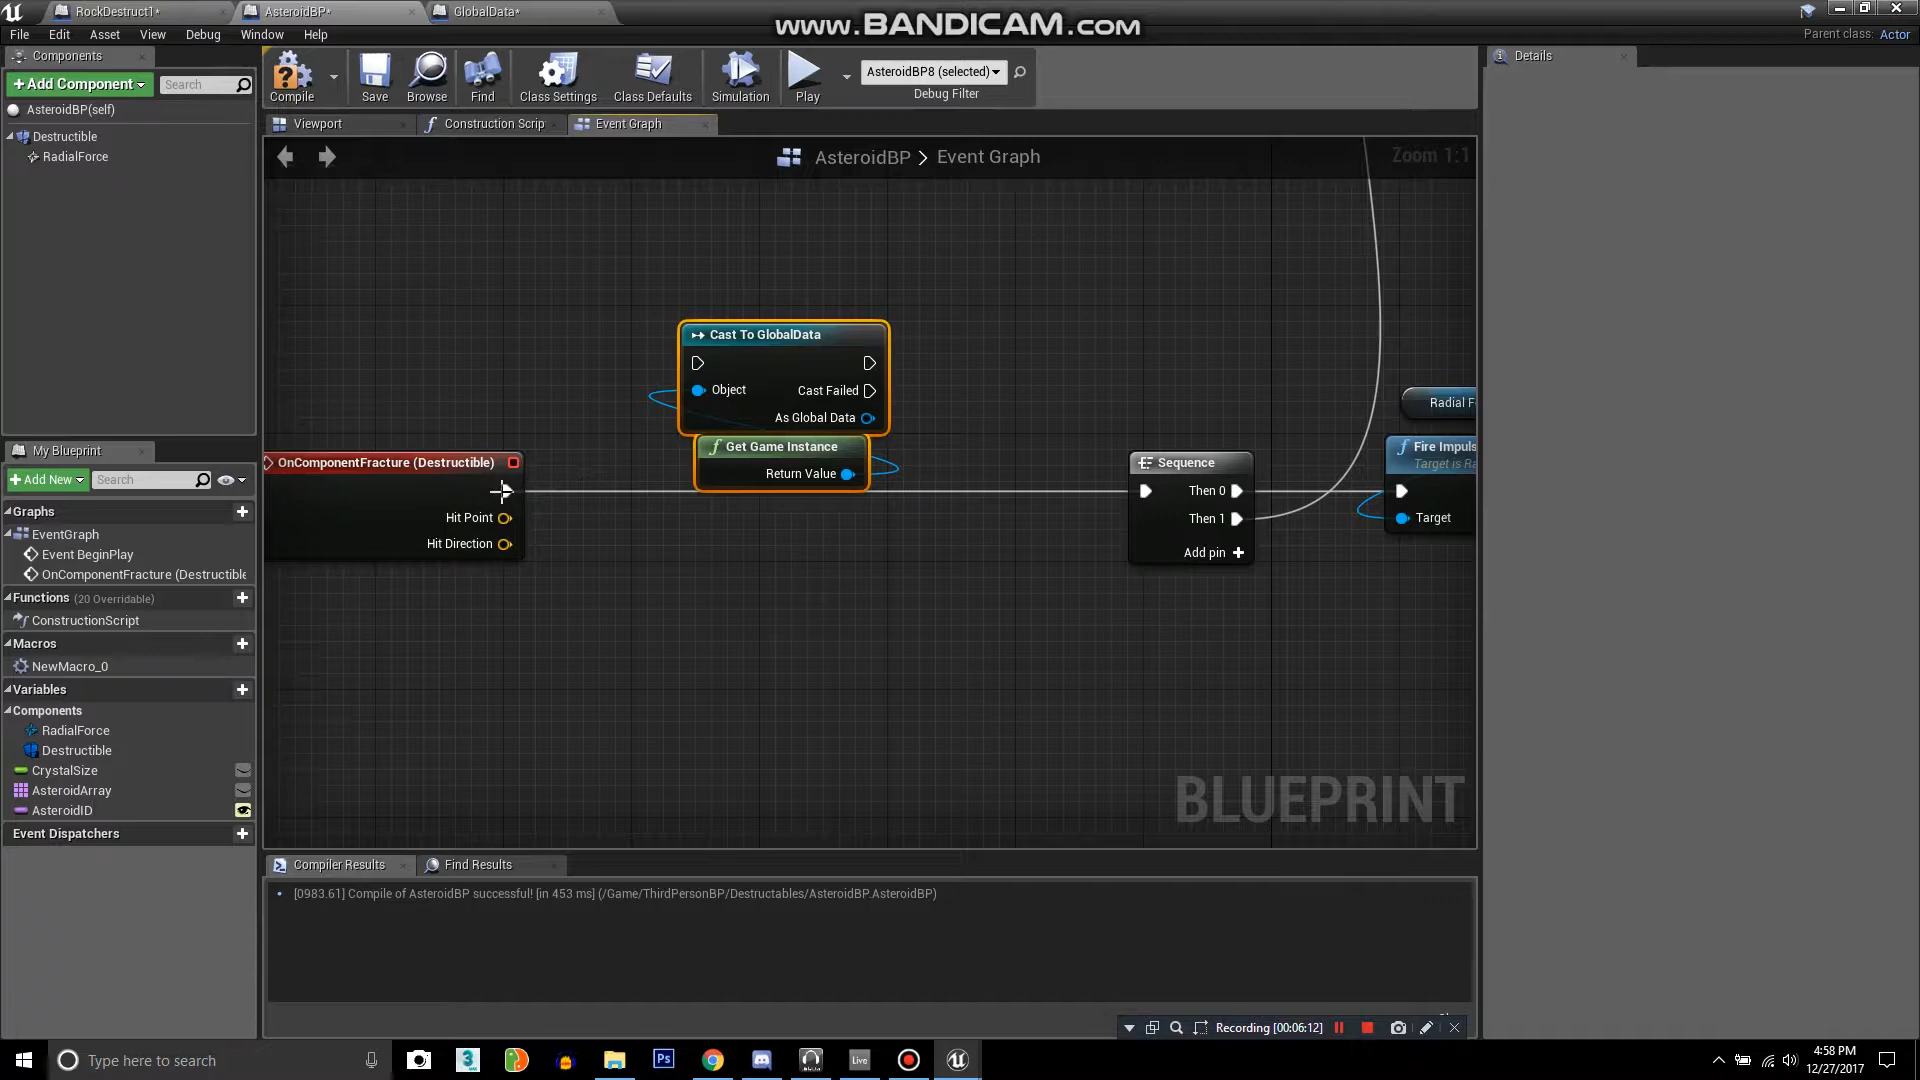 RockDestruct1*
AsteroidBP*
GlobalData*
www.BANDICAM.com
File Edit Asset View Debug Window Help
Parent class: Actor
Components
+ Add Component
Search
AsteroidBP(self)
Destructible
RadialForce
Compile
Save
Browse
Find
Class Settings
Class Defaults
Simulation
Play
AsteroidBP8 (selected)
Debug Filter
Details
Viewport
Construction Scrip
Event Graph
AsteroidBP > Event Graph
Zoom 1:1
Cast To GlobalData
Object
Cast Failed
As Global Data
Get Game Instance
Return Value
OnComponentFracture (Destructible)
Hit Point
Hit Direction
Sequence
Then 0
Then 1
Add pin +
Radial F
Fire Impuls
Target is Ra
Target
BLUEPRINT
My Blueprint
+ Add New
Search
Graphs
EventGraph
Event BeginPlay
OnComponentFracture (Destructible
Functions (20 Overridable)
ConstructionScript
Macros
NewMacro_0
Variables
Components
RadialForce
Destructible
CrystalSize
AsteroidArray
AsteroidID
Event Dispatchers
Compiler Results
Find Results
[0983.61] Compile of AsteroidBP successful! [in 453 ms] (/Game/ThirdPersonBP/Destructables/AsteroidBP.AsteroidBP)
Recording [00:06:12]
Type here to search
Ps
Live
4:58 PM
12/27/2017